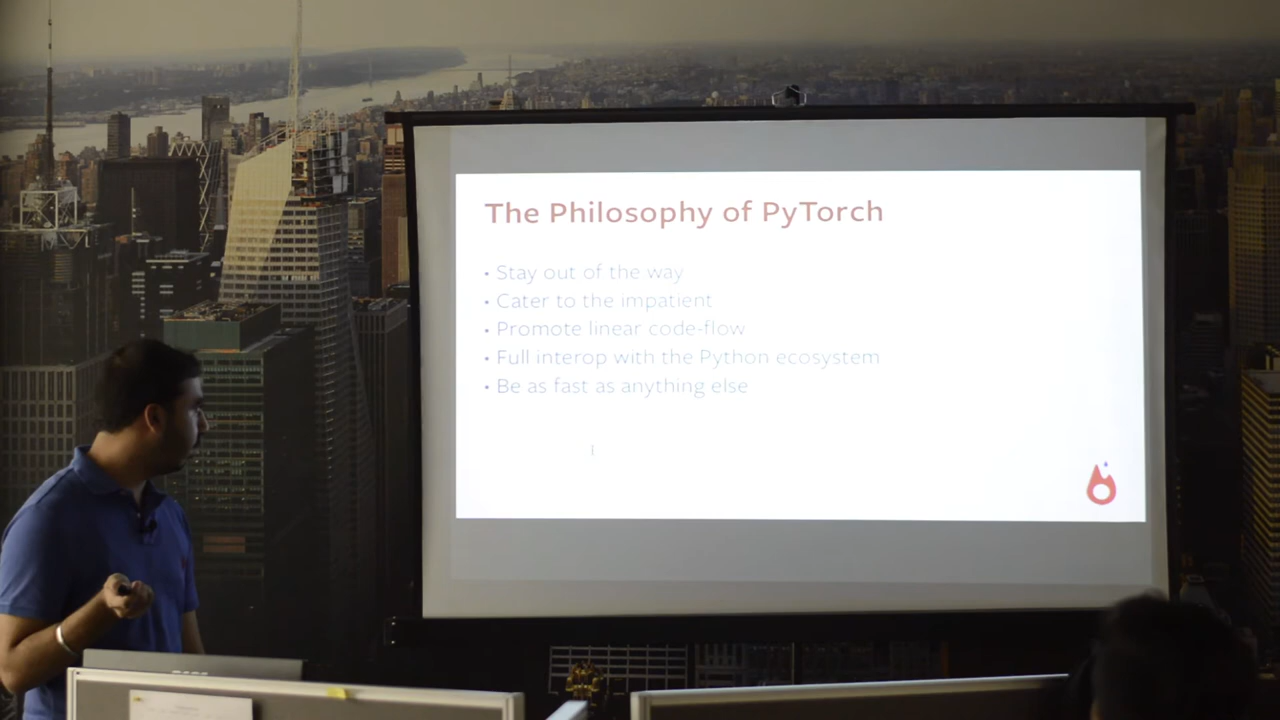 The Philosophy of PyTorch
• Stay out of the way
• Cater to the impatient
• Promote linear code-flow
• Full interop with the Python ecosystem
• Be as fast as anything else